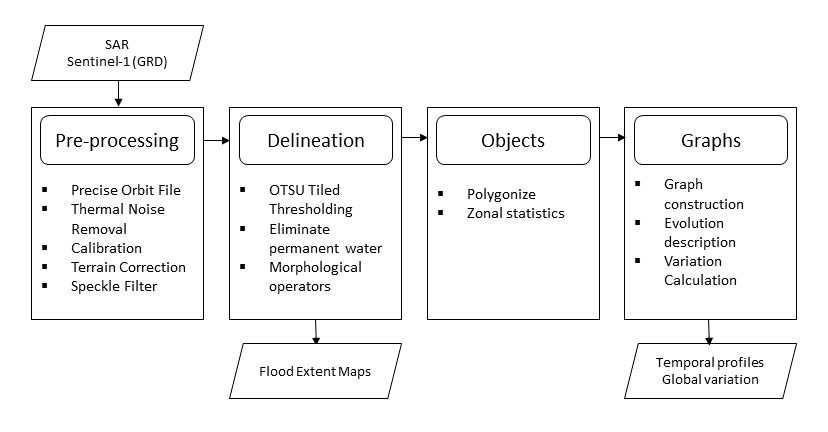 SAR
Sentinel-1 (GRD)
Pre-processing
▪ Precise Orbit File
▪ Thermal Noise
Removal
▪ Calibration
▪ Terrain Correction
▪ Speckle Filter
Delineation
▪ OTSU Tiled
Thresholding
▪ Eliminate
permanent water
▪ Morphological
operators
Objects
▪ Polygonize
▪ Zonal statistics
Graphs
▪ Graph
construction
▪ Evolution
description
▪ Variation
Calculation
Flood Extent Maps
Temporal profiles
Global variation